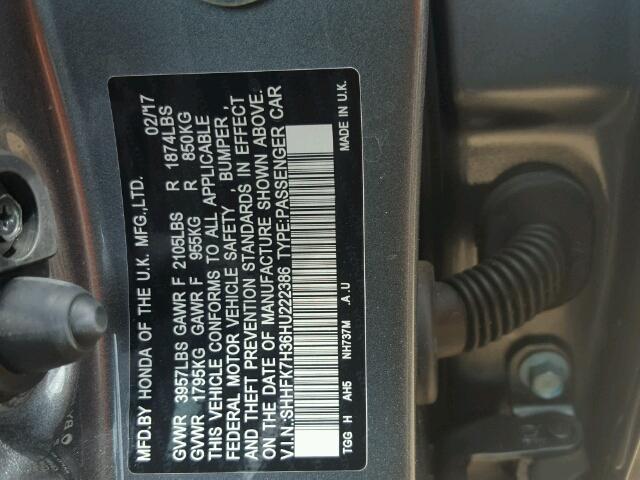 MFD.BY HONDA OF THE U.K. MFG.,LTD. 02/17
GVWR 3957LBS GAWR F 2105LBS R 1874LBS
GVWR 1795KG GAWR F 955KG R 850KG
THIS VEHICLE CONFORMS TO ALL APPLICABLE
FEDERAL MOTOR VEHICLE SAFETY , BUMPER ,
AND THEFT PREVENTION STANDARDS IN EFFECT
ON THE DATE OF MANUFACTURE SHOWN ABOVE.
V.I.N.:SHHFK7H36HU222386 TYPE:PASSENGER CAR
TGG H AH5 NH737M .A.U MADE IN U.K.